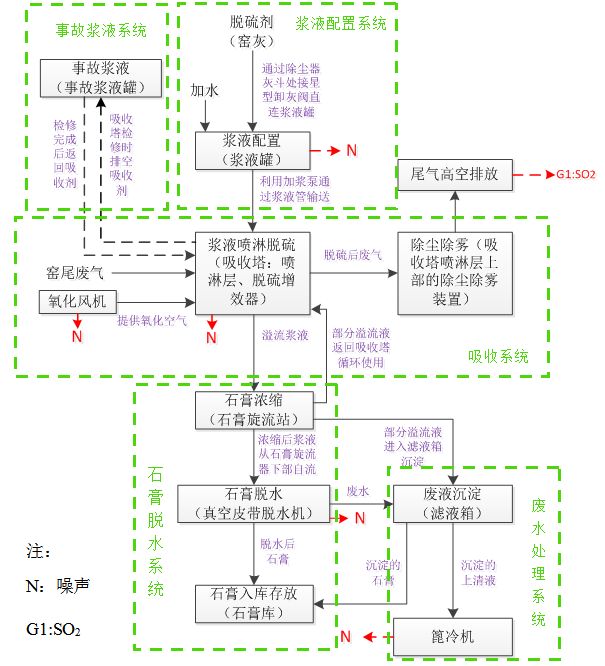 事故浆液系统
浆液配置系统
脱硫剂
（窑灰）
事故浆液
（事故浆液罐）
通过除尘器
灰斗处接星
型卸灰阀直
连浆液罐
加水
检修
完成
后返
回吸
收剂
吸收
塔检
修时
排空
吸收
剂
浆液配置
（浆液罐）
N
尾气高空排放
G1:SO2
利用加浆泵通
过浆液管输送
浆液喷淋脱硫
（吸收塔：喷
淋层、脱硫增
效器）
脱硫后废气
除尘除雾（吸
收塔喷淋层上
部的除尘除雾
装置）
窑尾废气
氧化风机
提供氧化空气
N
N
溢流浆液
部分溢流液
返回吸收塔
循环使用
吸收系统
石膏浓缩
（石膏旋流站）
浓缩后浆液
从石膏旋流
器下部自流
部分溢流液
进入滤液箱
沉淀
石膏脱水系统
石膏脱水
（真空皮带脱水机）
废水
N
废液沉淀
（滤液箱）
废水处理系统
脱水后
石膏
沉淀的
石膏
沉淀的
上清液
石膏入库存放
（石膏库）
N
篦冷机
注：
N：噪声
G1:SO2